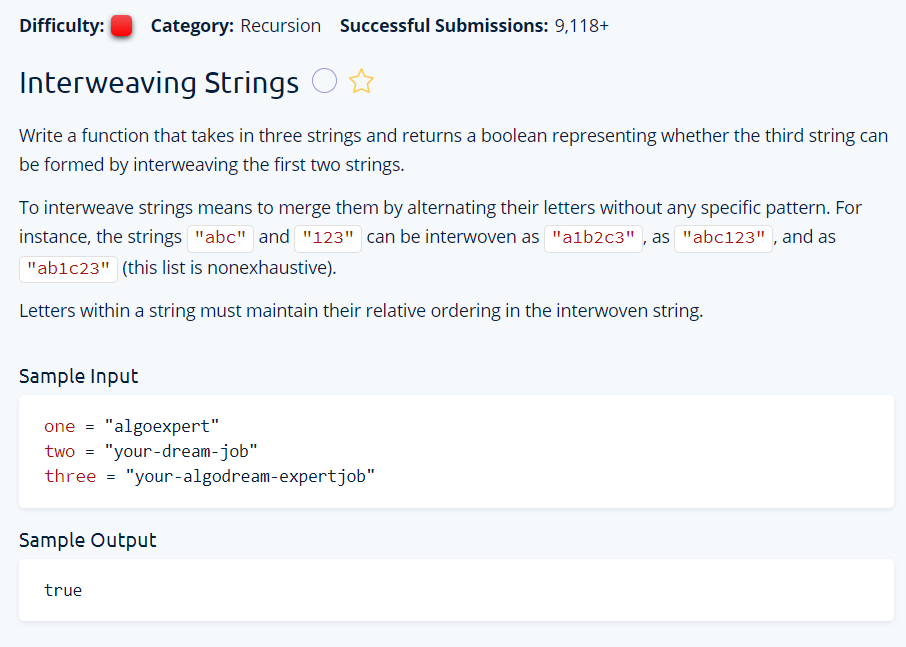 Difficulty: Category: Recursion Successful Submissions: 9,118+
Interweaving Strings
Write a function that takes in three strings and returns a boolean representing whether the third string can
be formed by interweaving the first two strings.
To interweave strings means to merge them by alternating their letters without any specific pattern. For
instance, the strings "abc" and "123" can be interwoven as "a1b2c3", as "abc123", and as
"ab1c23" (this list is nonexhaustive).
Letters within a string must maintain their relative ordering in the interwoven string.
Sample Input
one = "algoexpert"
two = "your-dream-job"
three = "your-algodream-expertjob"
Sample Output
true